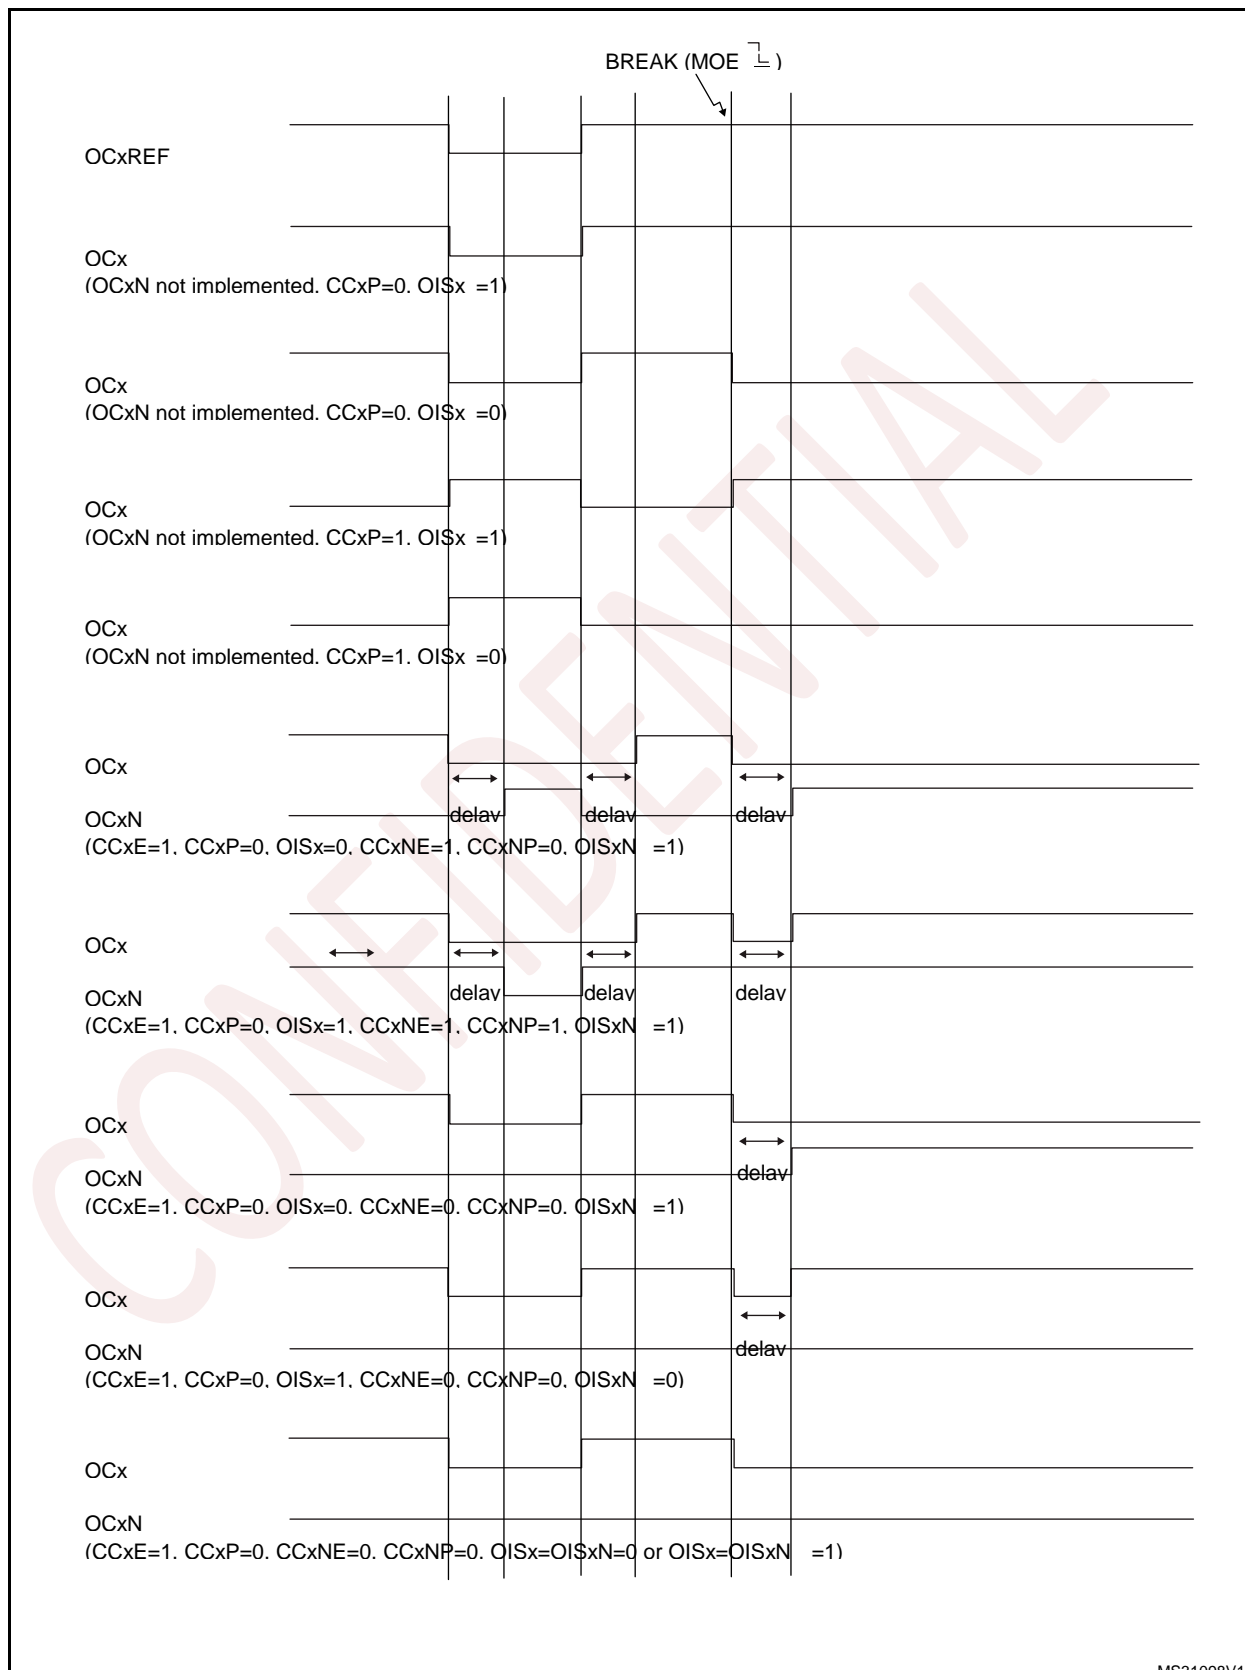 BREAK (MOE )
OCxREF
OCx
(OCxN not implemented, CCxP=0, OISx =1)
OCx
(OCxN not implemented, CCxP=0, OISx =0)
OCx
(OCxN not implemented, CCxP=1, OISx =1)
OCx
(OCxN not implemented, CCxP=1, OISx =0)
OCx
delay delay delay
OCxN
(CCxE=1, CCxP=0, OISx=0, CCxNE=1, CCxNP=0, OISxN =1)
OCx
delay delay delay
OCxN
(CCxE=1, CCxP=0, OISx=1, CCxNE=1, CCxNP=1, OISxN =1)
OCx
delay
OCxN
(CCxE=1, CCxP=0, OISx=0, CCxNE=0, CCxNP=0, OISxN =1)
OCx
delay
OCxN
(CCxE=1, CCxP=0, OISx=1, CCxNE=0, CCxNP=0, OISxN =0)
OCx
OCxN
(CCxE=1, CCxP=0, CCxNE=0, CCxNP=0, OISx=OISxN=0 or OISx=OISxN =1)
CONFIDENTIAL
MS31098V1